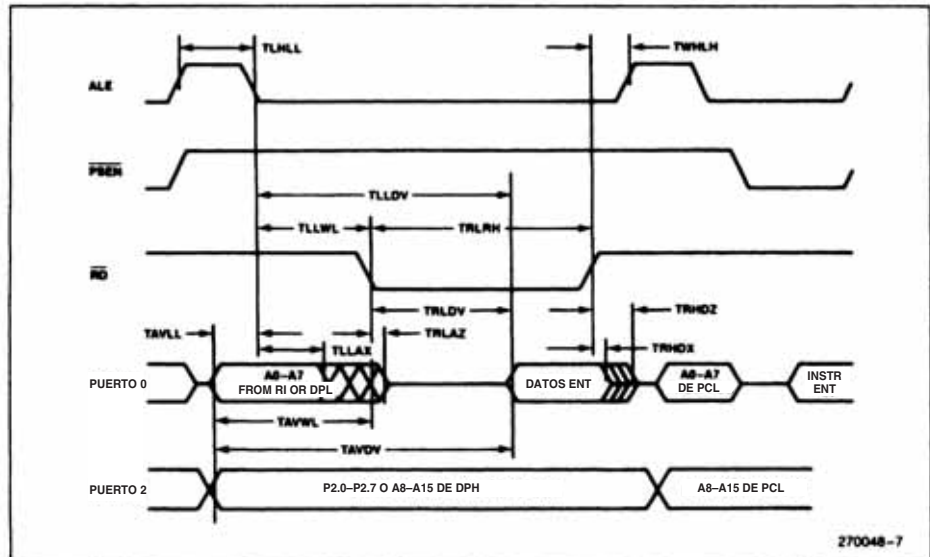 TLHLL
TWHLH
ALE
PSEN
TLLDV
TLLWL
TRLRH
RD
TRLDV
TRHDZ
TAVLL
TRLAZ
TLLAX
TRHDX
PUERTO 0
A0–A7
FROM RI OR DPL
DATOS ENT
A0–A7
DE PCL
INSTR
ENT
TAVWL
TAVDV
PUERTO 2
P2.0–P2.7 O A8–A15 DE DPH
A8–A15 DE PCL
270048-7